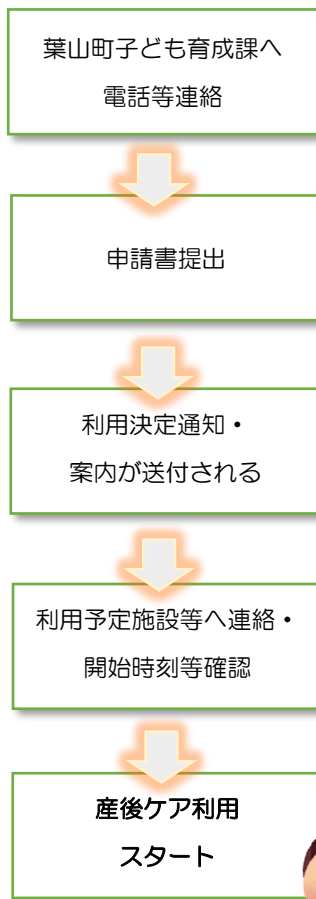 葉山町子ども育成課へ
電話等連絡
申請書提出
利用決定通知・
案内が送付される
利用予定施設等へ連絡・
開始時刻等確認
産後ケア利用
スタート